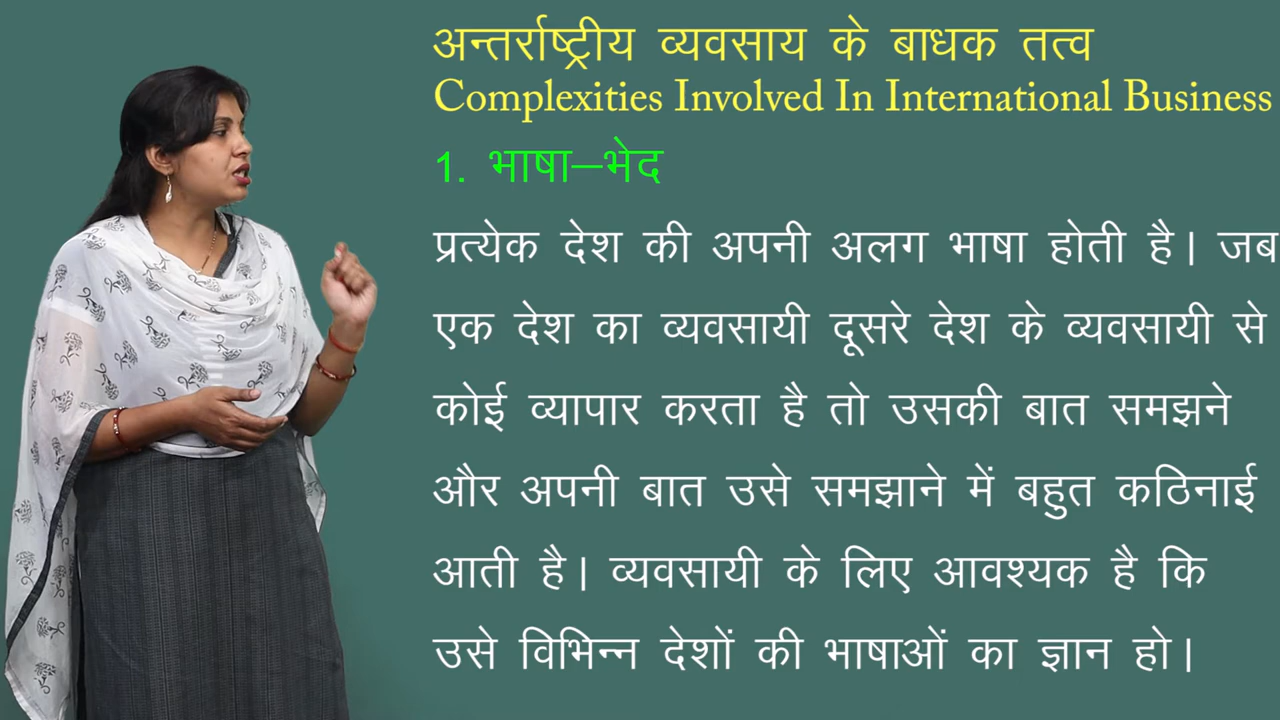 अन्तर्राष्ट्रीय व्यवसाय के बाधक तत्व
Complexities Involved In International Business
1. भाषा–भेद
प्रत्येक देश की अपनी अलग भाषा होती है। जब
एक देश का व्यवसायी दूसरे देश के व्यवसायी से
कोई व्यापार करता है तो उसकी बात समझने
और अपनी बात उसे समझाने में बहुत कठिनाई
आती है। व्यवसायी के लिए आवश्यक है कि
उसे विभिन्न देशों की भाषाओं का ज्ञान हो।